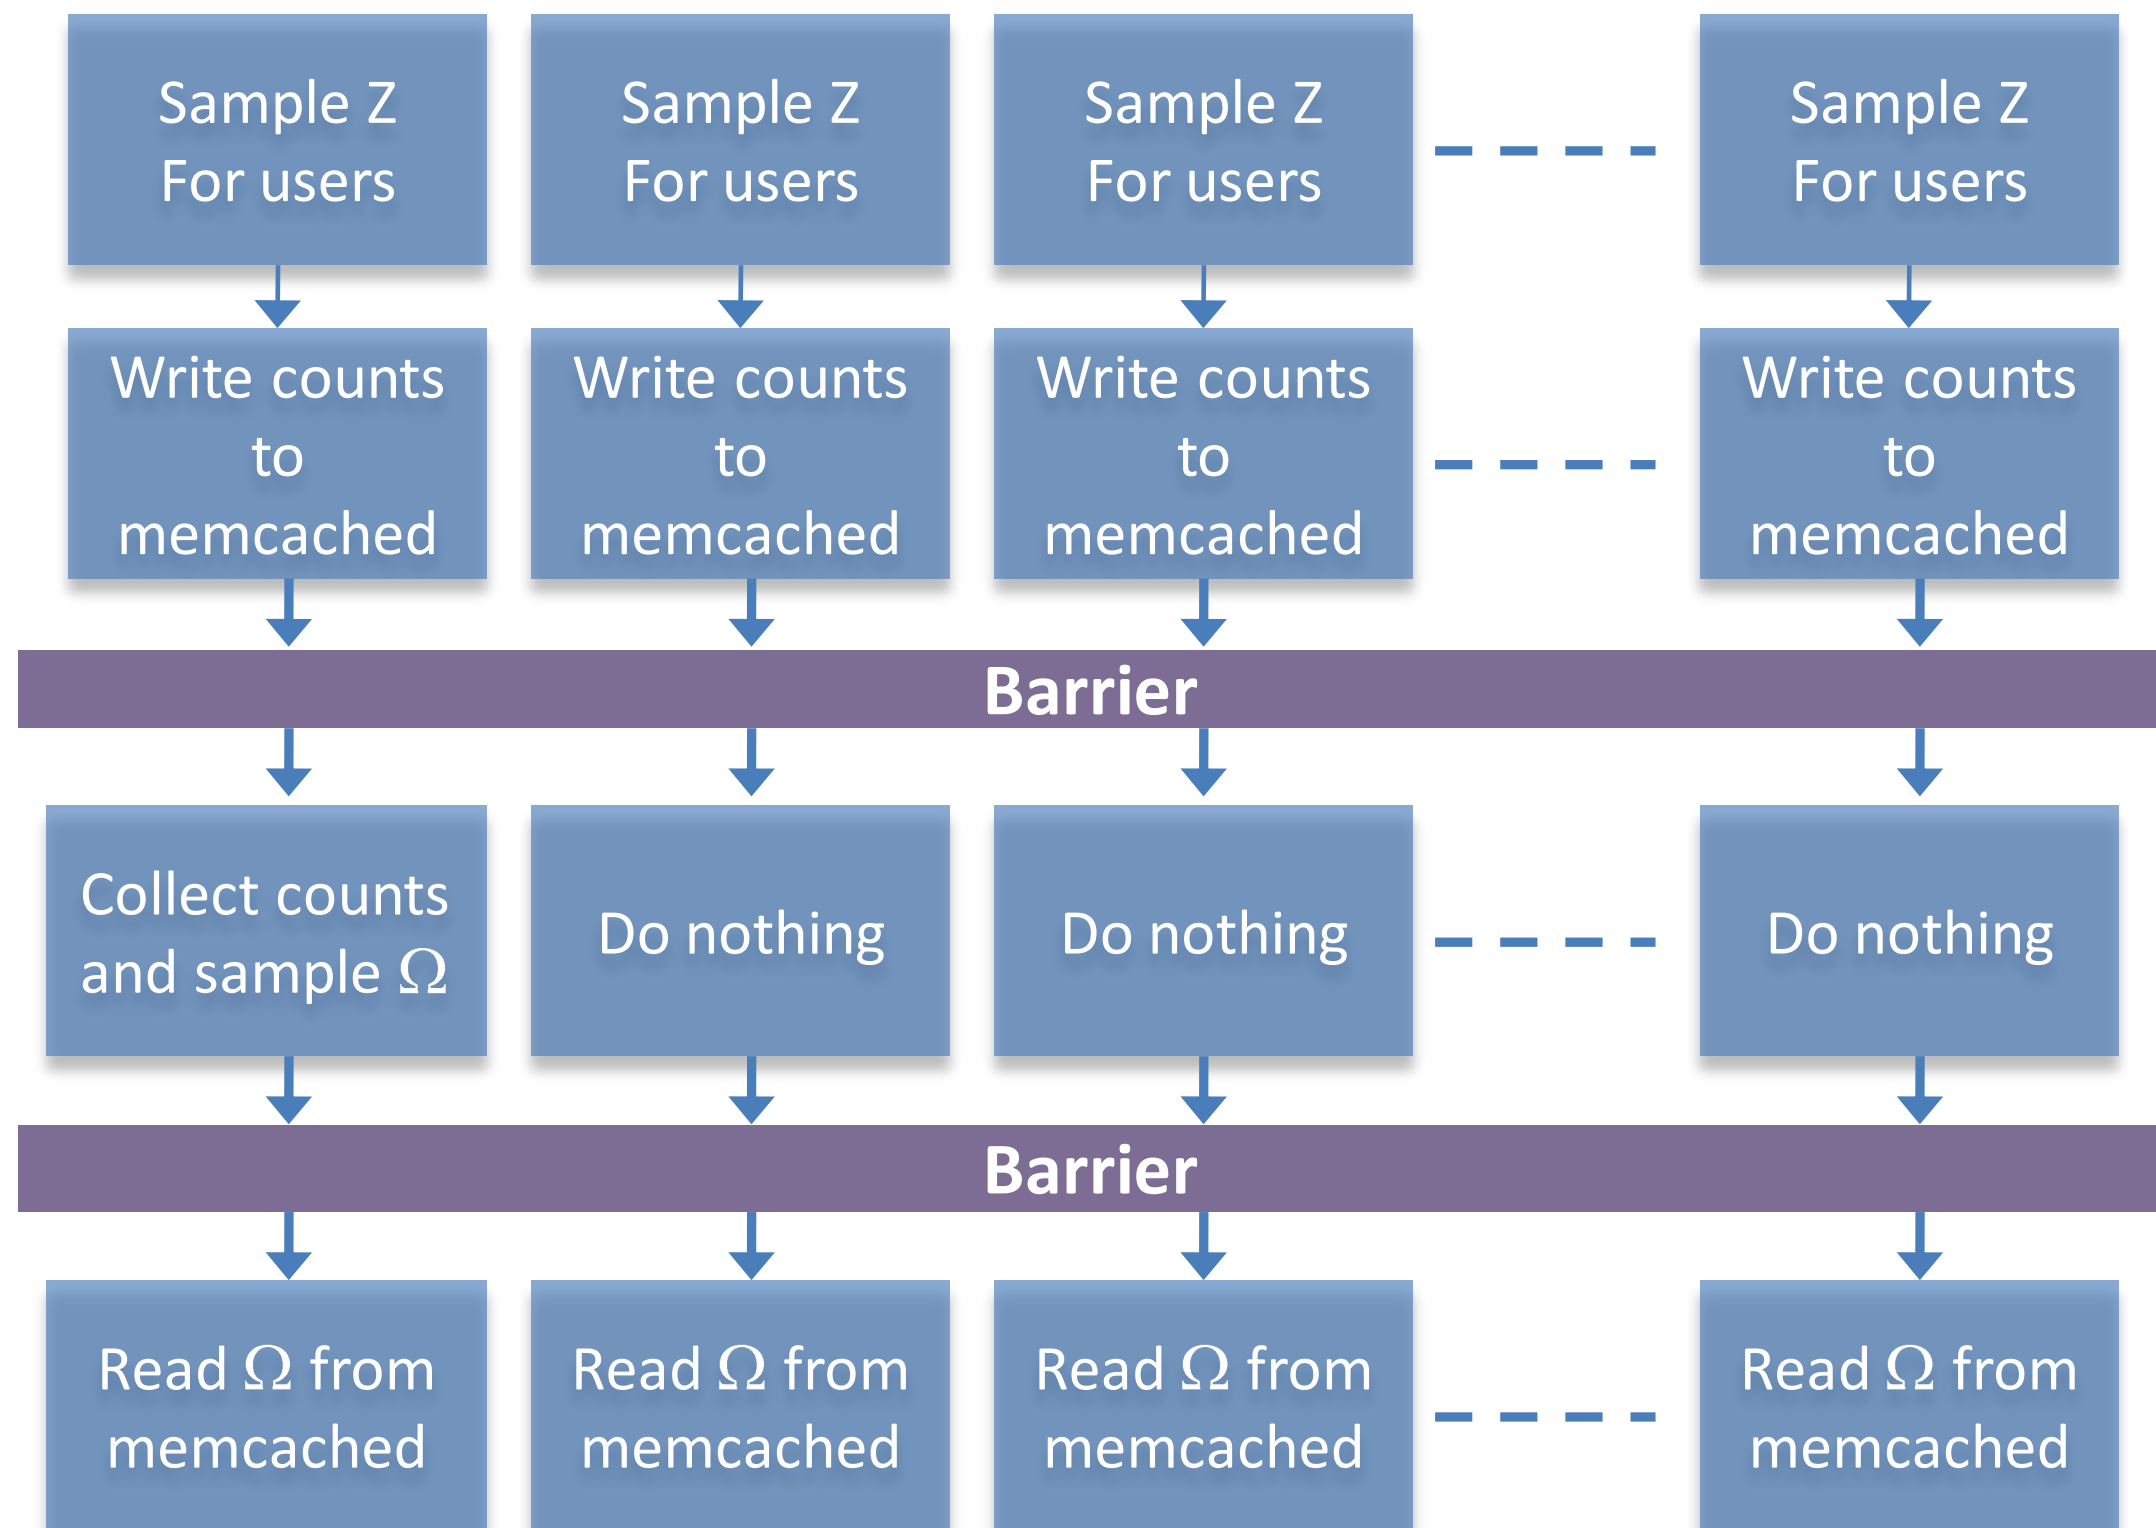 Sample Z
For users
Sample Z
For users
Sample Z
For users
Sample Z
For users
Write counts
to
memcached
Write counts
to
memcached
Write counts
to
memcached
Write counts
to
memcached
Barrier
Collect counts
and sample Ω
Do nothing
Do nothing
Do nothing
Barrier
Read Ω from
memcached
Read Ω from
memcached
Read Ω from
memcached
Read Ω from
memcached